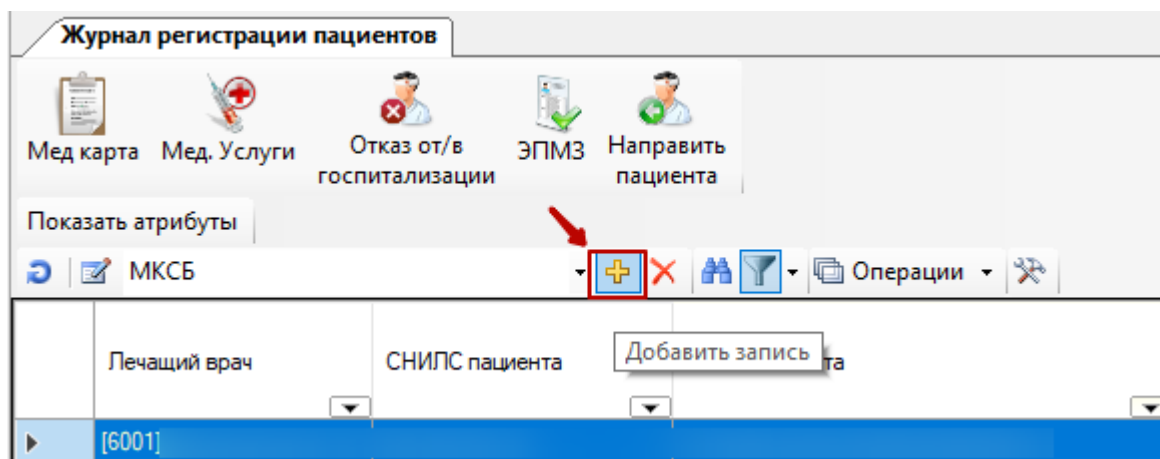 Журнал регистрации пациентов
Мед карта
Мед. Услуги
Отказ от/в
госпитализации
ЭПМЗ
Направить
пациента
Показать атрибуты
МКСБ
Операции
Лечащий врач
СНИЛС пациента
Добавить запись
та
[6001]